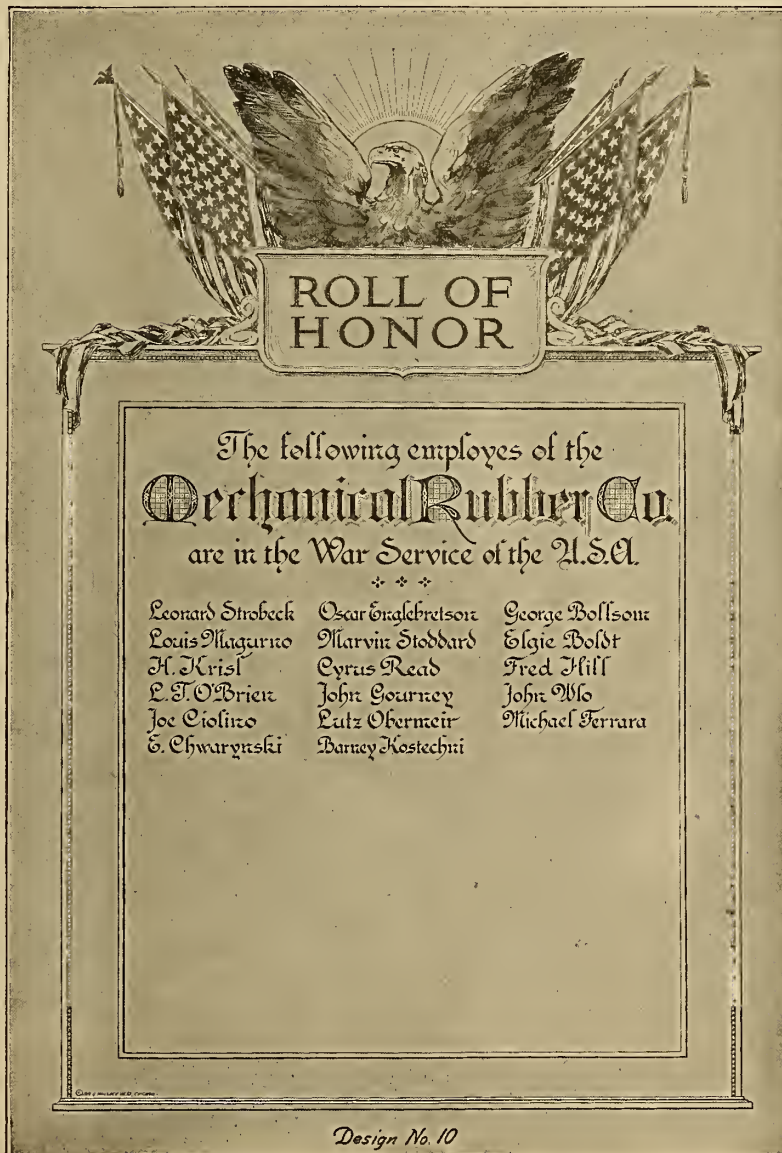 ROLL OF
HONOR
The following employes of the
Mechanical Rubber Co.
are in the War Service of the U.S.A.
Leonard Strobeck Oscar Englebretson George Bollsom
Louis Magurno Marvin Stoddard Elgie Boldt
H. Krisl Cyrus Read Fred Hill
L. T. O'Brien John Gourney John Wlo
Joe Ciolino Lutz Obermeir Michael Ferrara
E. Chwarynski Barney Kostechni
Design No. 10